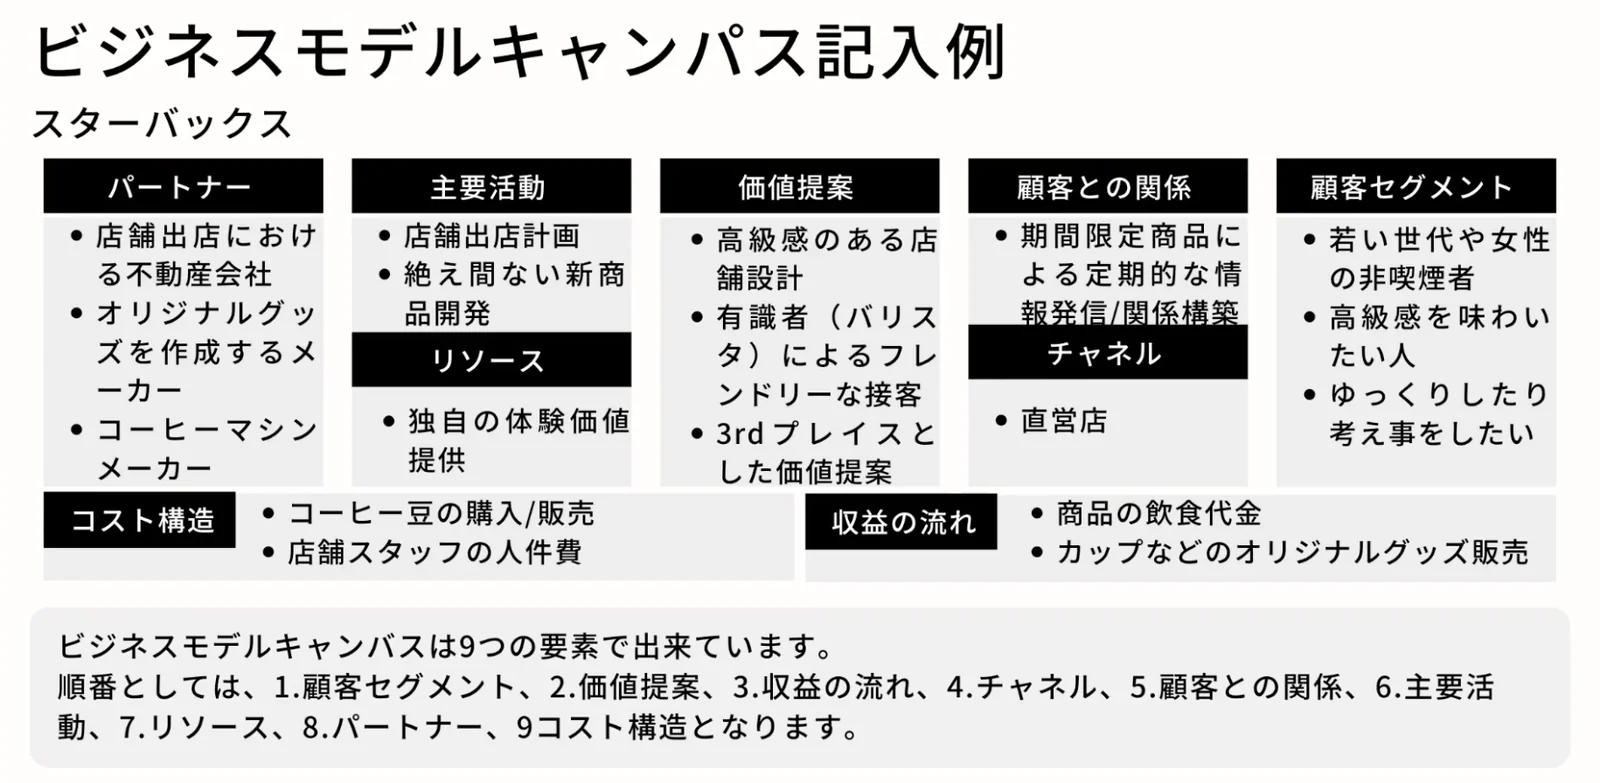 ビジネスモデルキャンパス記入例
スターバックス
パートナー
• 店舗出店におけ
る不動産会社
• オリジナルグッ
ズを作成するメ
ーカー
• コーヒーマシン
メーカー
主要活動
• 店舗出店計画
• 絶え間ない新商
品開発
リソース
• 独自の体験価値
提供
価値提案
• 高級感のある店
舗設計
• 有識者（バリス
タ）によるフレ
ンドリーな接客
• 3rdプレイスと
した価値提案
顧客との関係
• 期間限定商品に
よる定期的な情
報発信/関係構築
チャネル
• 直営店
顧客セグメント
• 若い世代や女性
の非喫煙者
• 高級感を味わい
たい人
• ゆっくりしたり
考え事をしたい
コスト構造
• コーヒー豆の購入/販売
• 店舗スタッフの人件費
収益の流れ
• 商品の飲食代金
• カップなどのオリジナルグッズ販売
ビジネスモデルキャンバスは9つの要素で出来ています。
順番としては、1.顧客セグメント、2.価値提案、3.収益の流れ、4.チャネル、5.顧客との関係、6.主要活
動、7.リソース、8.パートナー、9コスト構造となります。